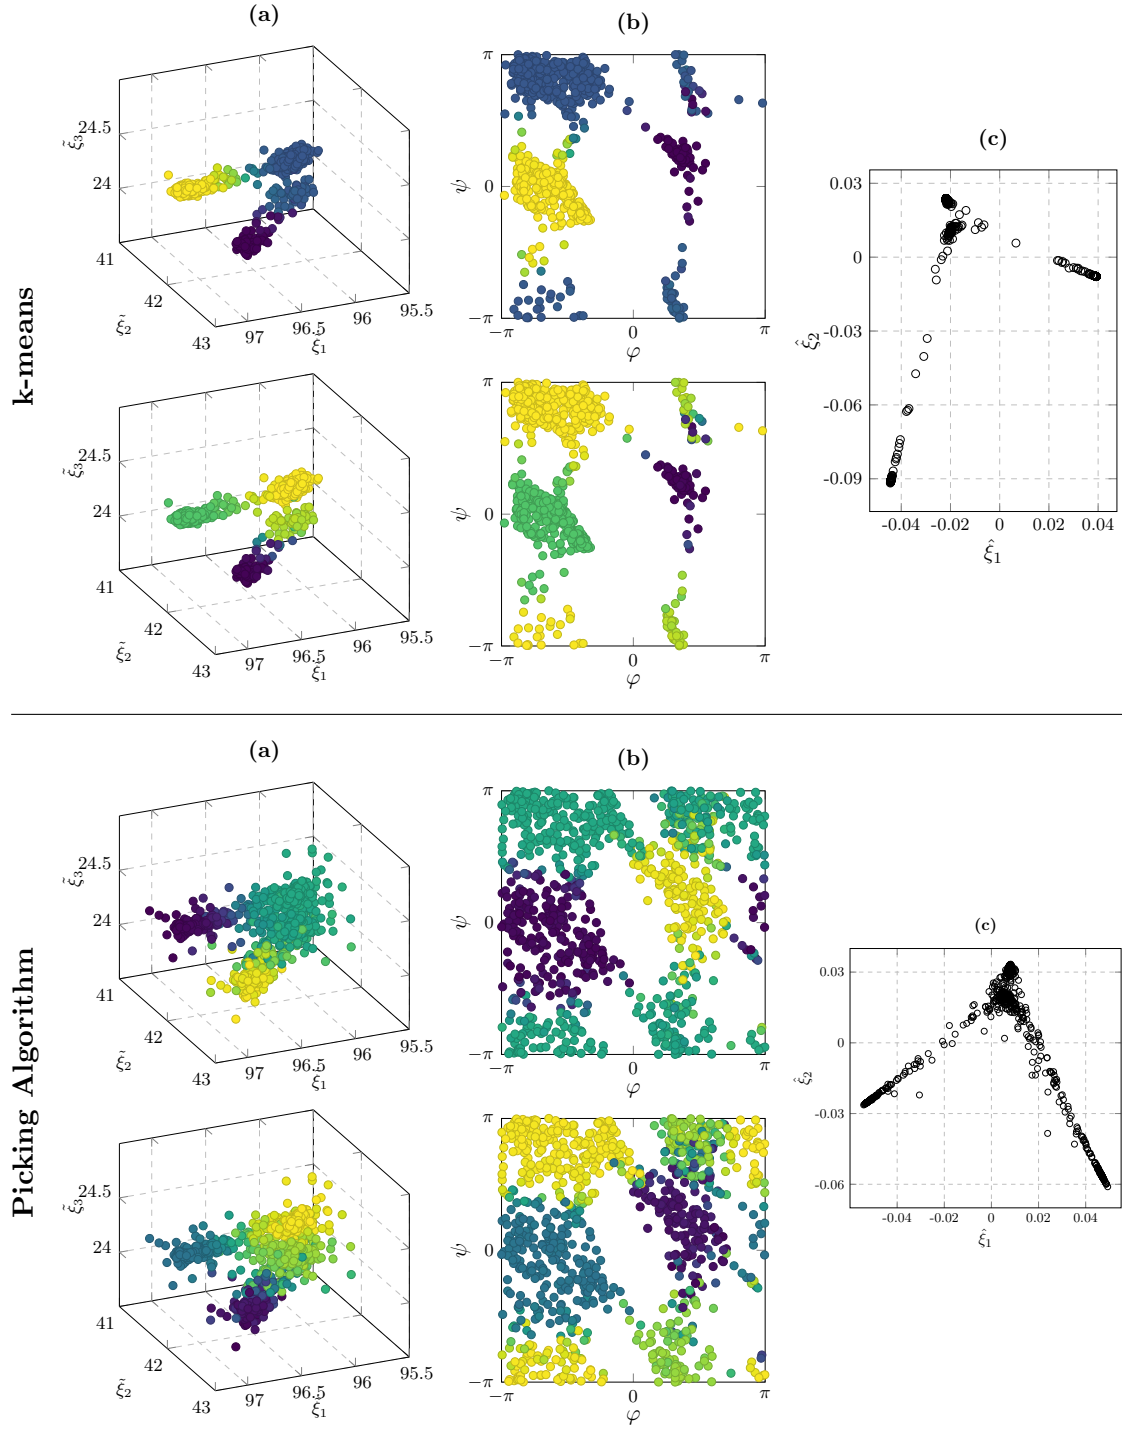 (a)
(b)
(c)
k-means
24.5
24
ξ̃₃
41
42
43
ξ̃₂
97
96.5
96
95.5
ξ̃₁
π
0
−π
ψ
−π
0
π
φ
24.5
24
ξ̃₃
41
42
43
ξ̃₂
97
96.5
96
95.5
ξ̃₁
π
0
−π
ψ
−π
0
π
φ
0.03
0
-0.03
-0.06
-0.09
ξ̂₂
-0.04
-0.02
0
0.02
0.04
ξ̂₁
Picking Algorithm
(a)
(b)
(c)
24.5
24
ξ̃₃
41
42
43
ξ̃₂
97
96.5
96
95.5
ξ̃₁
π
0
−π
ψ
−π
0
π
φ
24.5
24
ξ̃₃
41
42
43
ξ̃₂
97
96.5
96
95.5
ξ̃₁
π
0
−π
ψ
−π
0
π
φ
0.03
0
-0.03
-0.06
ξ̂₂
-0.04
-0.02
0
0.02
0.04
ξ̂₁